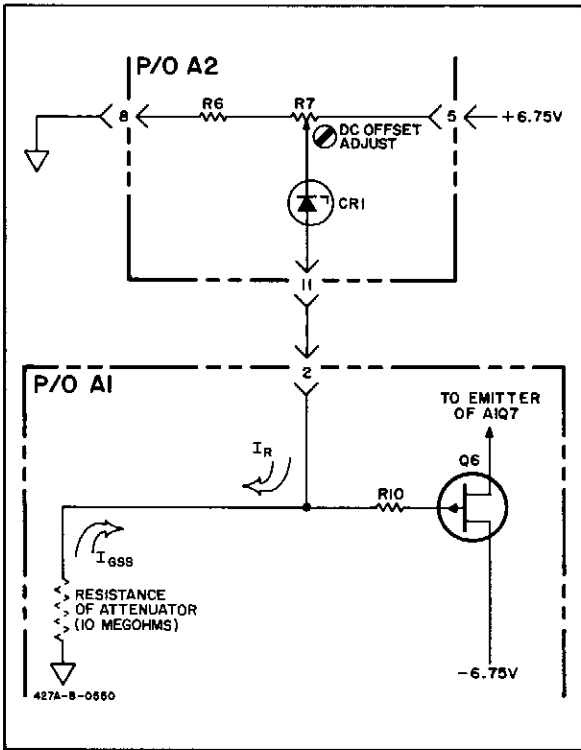 P/O A2
8
R6
R7
5
+6.75V
DC OFFSET
ADJUST
CR1
11
2
P/O A1
TO EMITTER
OF A1Q7
Q6
IR
R10
IGSS
RESISTANCE
OF ATTENUATOR
(10 MEGOHMS)
-6.75V
427A-B-0550